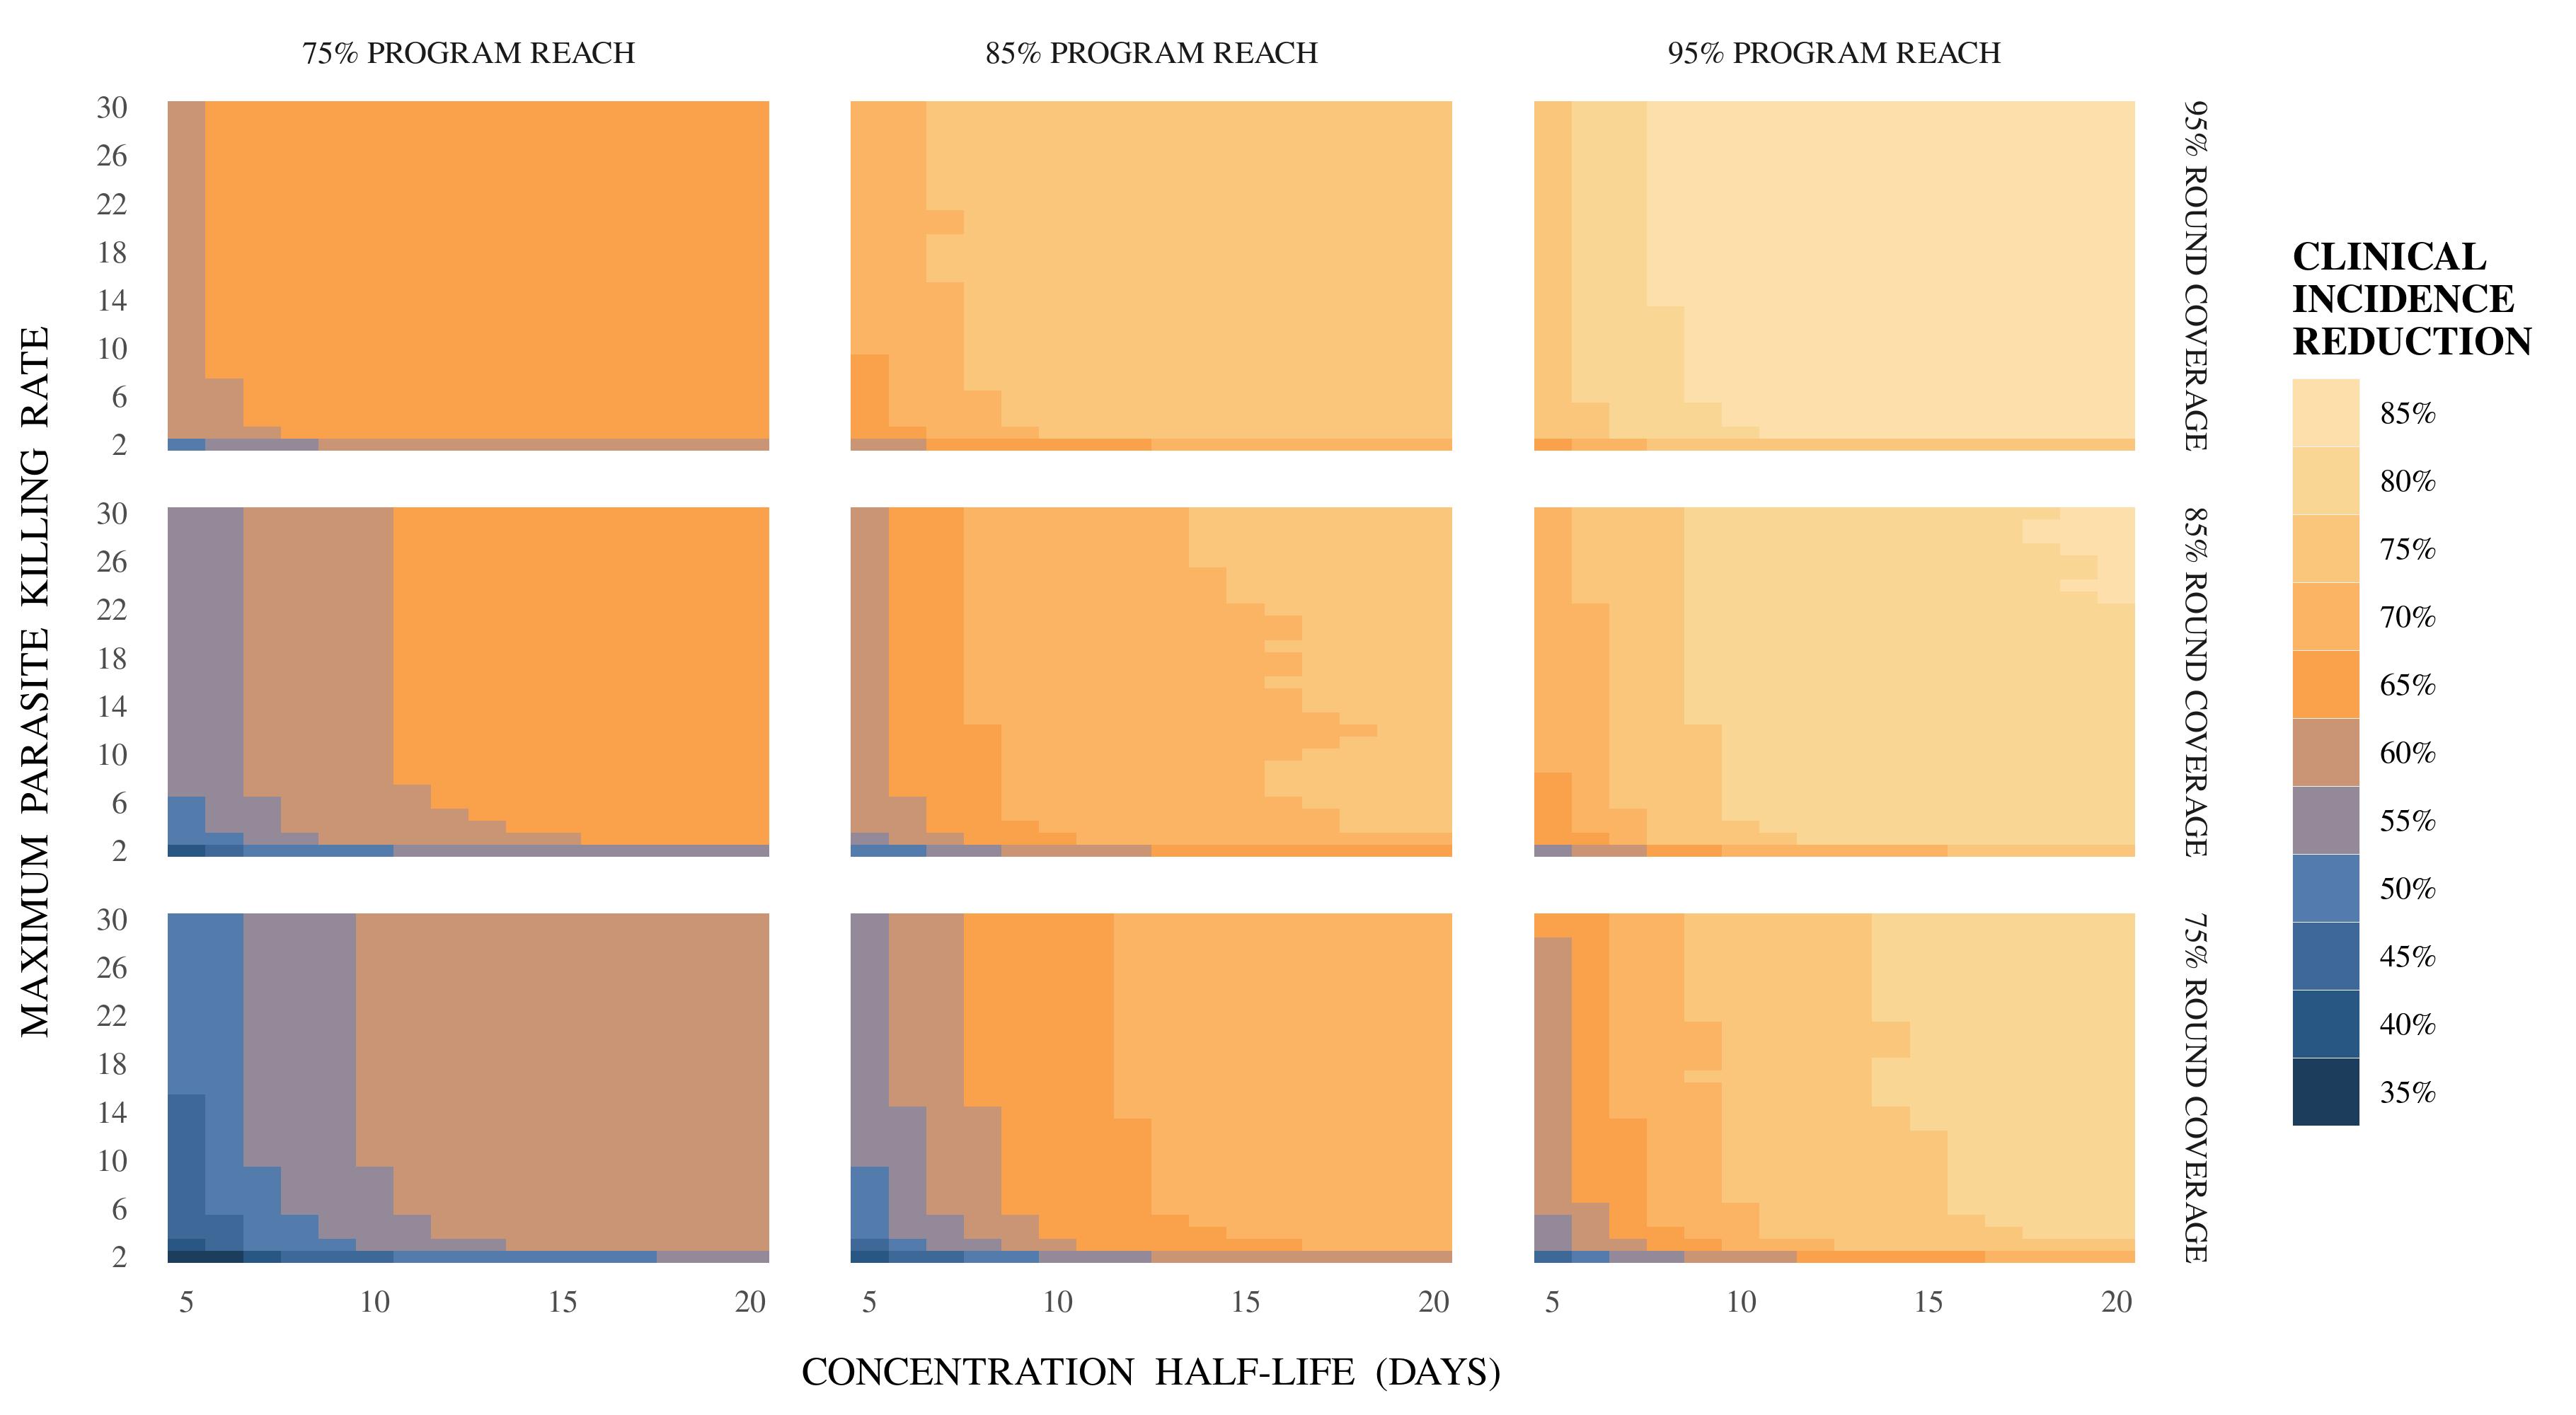 75% PROGRAM REACH
85% PROGRAM REACH
95% PROGRAM REACH
MAXIMUM PARASITE KILLING RATE
30
26
22
18
14
10
6
2
95% ROUND COVERAGE
30
26
22
18
14
10
6
2
85% ROUND COVERAGE
30
26
22
18
14
10
6
2
75% ROUND COVERAGE
5 10 15 20
5 10 15 20
5 10 15 20
CONCENTRATION HALF-LIFE (DAYS)
CLINICAL
INCIDENCE
REDUCTION
85%
80%
75%
70%
65%
60%
55%
50%
45%
40%
35%